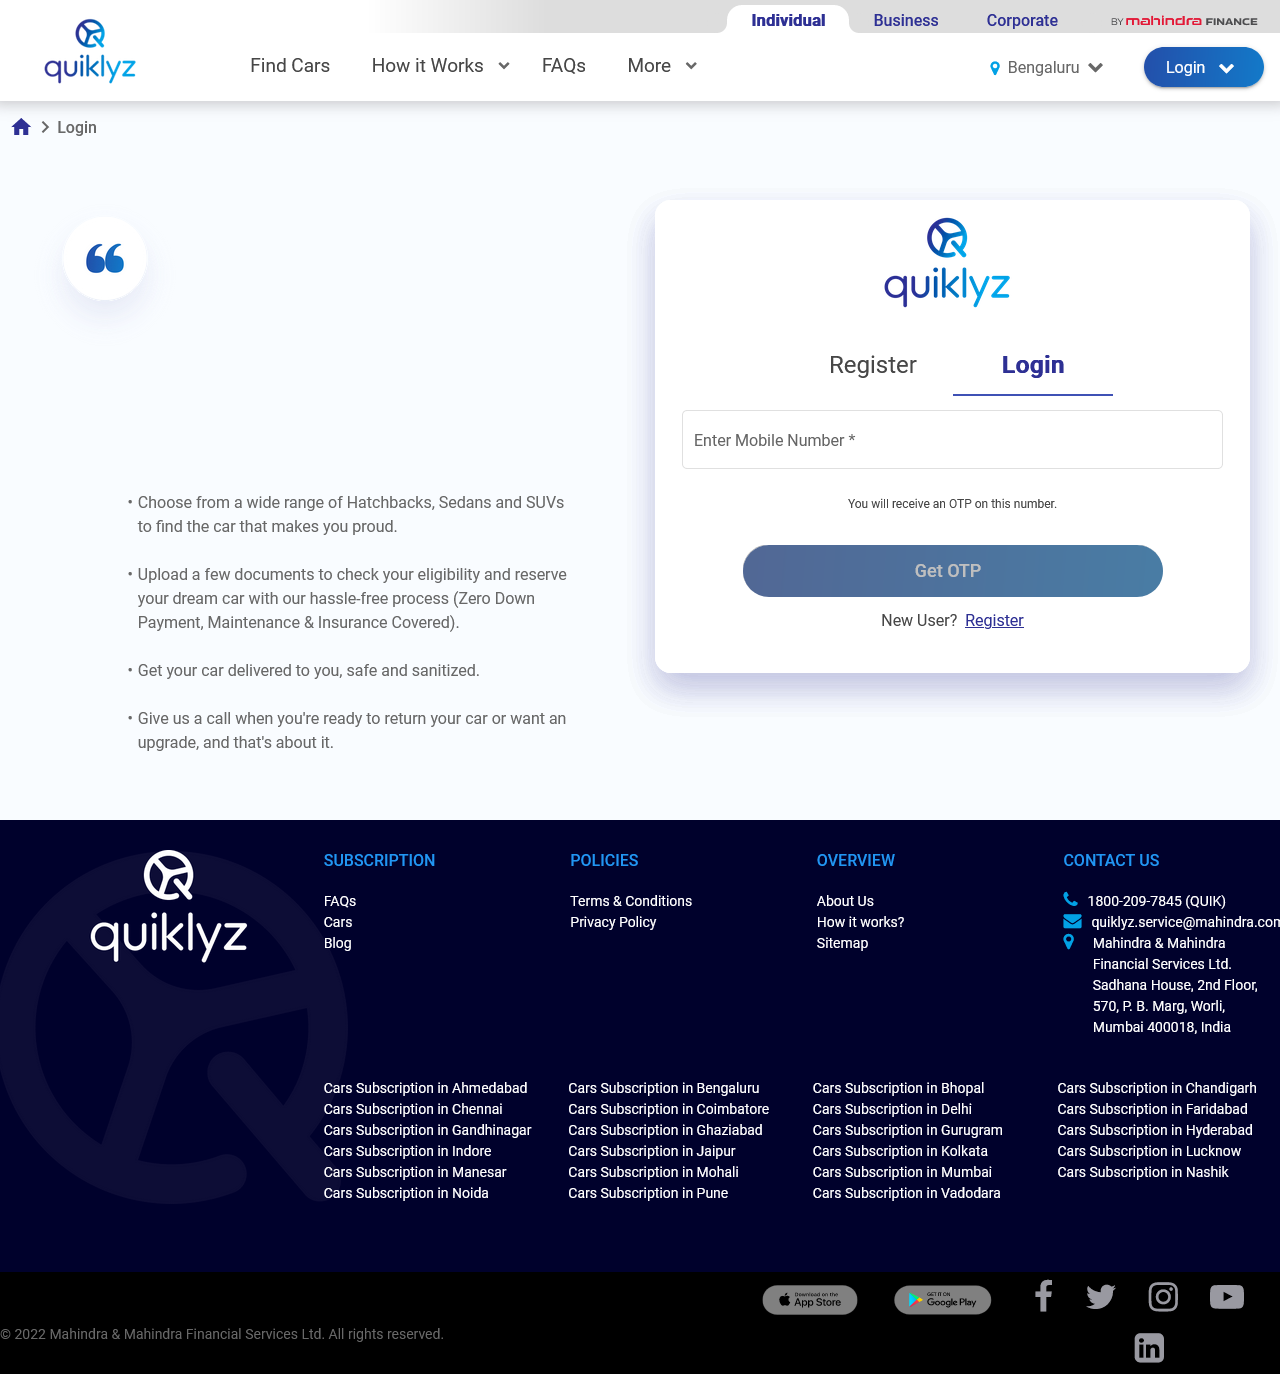 Individual
Business
Corporate
BY mahindra FINANCE
quiklyz
Find Cars
How it Works
FAQs
More
Bengaluru
Login
Login
quiklyz
Register
Login
Enter Mobile Number *
You will receive an OTP on this number.
Get OTP
New User? Register
• Choose from a wide range of Hatchbacks, Sedans and SUVs
to find the car that makes you proud.
• Upload a few documents to check your eligibility and reserve
your dream car with our hassle-free process (Zero Down
Payment, Maintenance & Insurance Covered).
• Get your car delivered to you, safe and sanitized.
• Give us a call when you're ready to return your car or want an
upgrade, and that's about it.
quiklyz
SUBSCRIPTION
FAQs
Cars
Blog
POLICIES
Terms & Conditions
Privacy Policy
OVERVIEW
About Us
How it works?
Sitemap
CONTACT US
1800-209-7845 (QUIK)
quiklyz.service@mahindra.com
Mahindra & Mahindra
Financial Services Ltd.
Sadhana House, 2nd Floor,
570, P. B. Marg, Worli,
Mumbai 400018, India
Cars Subscription in Ahmedabad
Cars Subscription in Chennai
Cars Subscription in Gandhinagar
Cars Subscription in Indore
Cars Subscription in Manesar
Cars Subscription in Noida
Cars Subscription in Bengaluru
Cars Subscription in Coimbatore
Cars Subscription in Ghaziabad
Cars Subscription in Jaipur
Cars Subscription in Mohali
Cars Subscription in Pune
Cars Subscription in Bhopal
Cars Subscription in Delhi
Cars Subscription in Gurugram
Cars Subscription in Kolkata
Cars Subscription in Mumbai
Cars Subscription in Vadodara
Cars Subscription in Chandigarh
Cars Subscription in Faridabad
Cars Subscription in Hyderabad
Cars Subscription in Lucknow
Cars Subscription in Nashik
Download on the
App Store
GET IT ON
Google Play
© 2022 Mahindra & Mahindra Financial Services Ltd. All rights reserved.